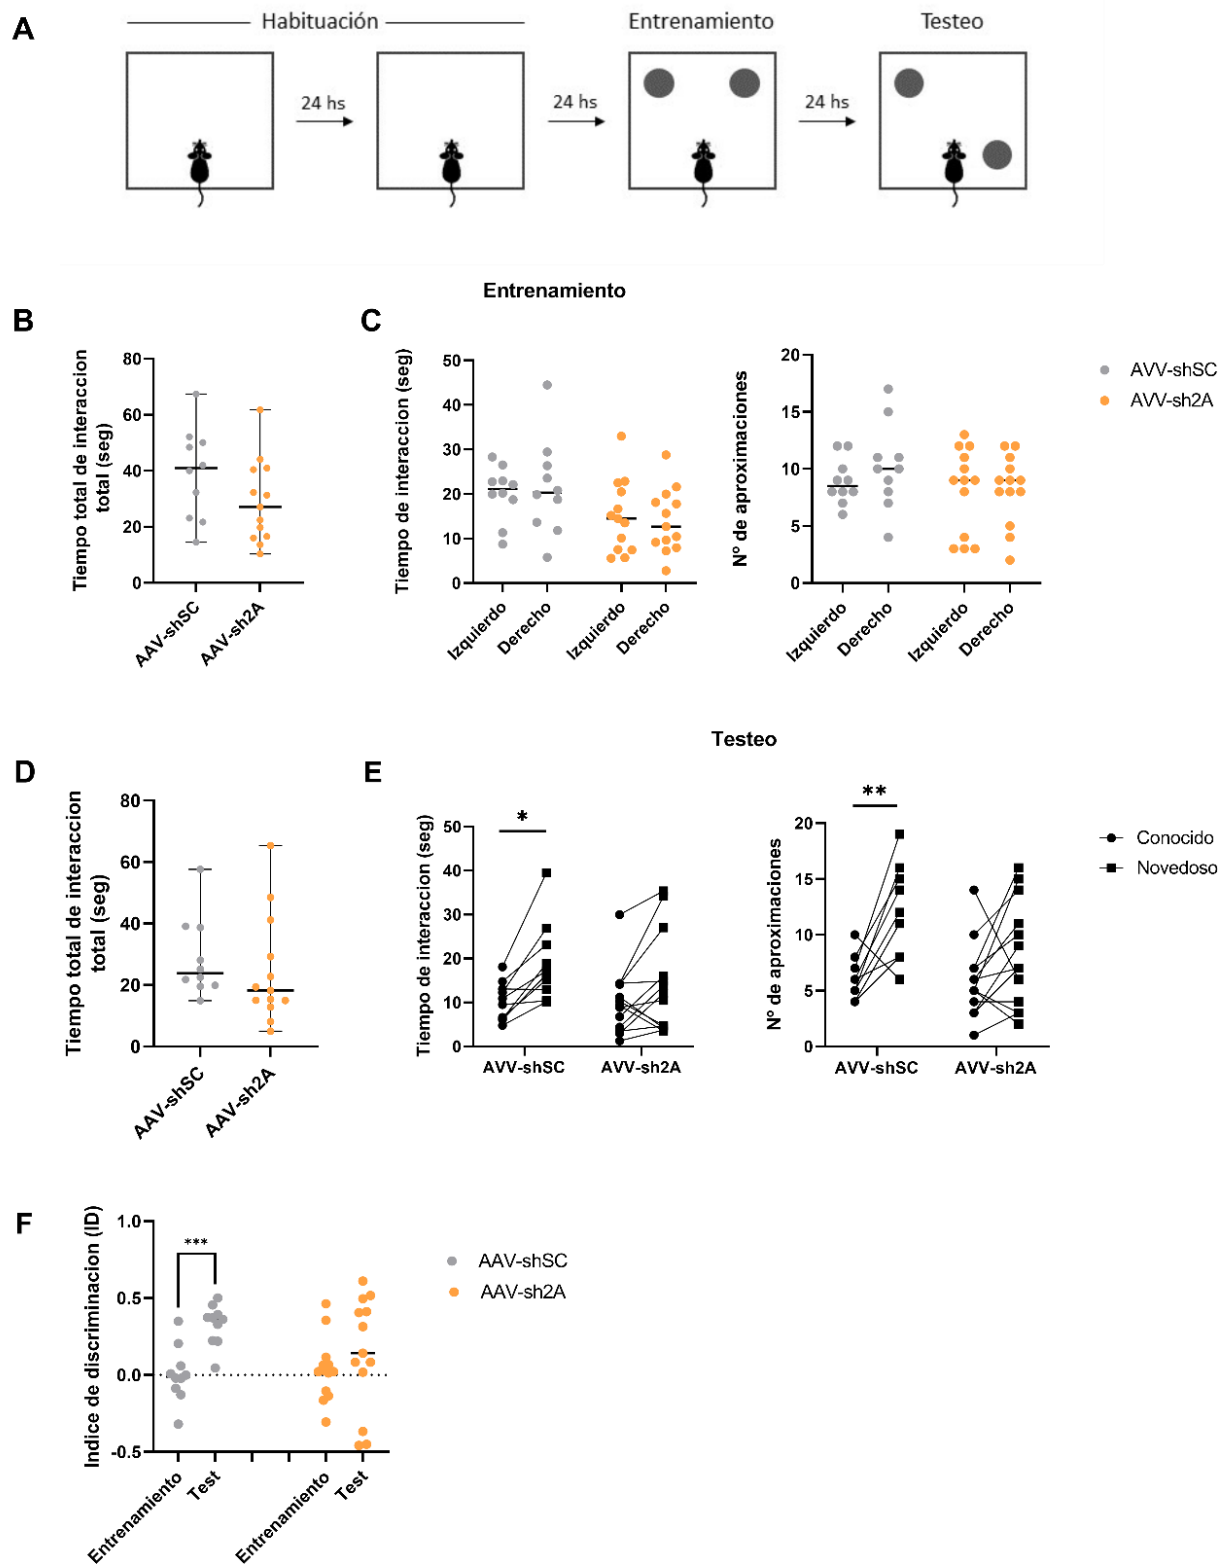 A
Habituación
Entrenamiento
Testeo
24 hs
24 hs
24 hs
Entrenamiento
B
Tiempo total de interaccion
total (seg)
80
60
40
20
0
AAV-shSC
AAV-sh2A
C
Tiempo de interaccion (seg)
50
40
30
20
10
0
Izquierdo
Derecho
Izquierdo
Derecho
Nº de aproximaciones
20
15
10
5
0
Izquierdo
Derecho
Izquierdo
Derecho
AVV-shSC
AVV-sh2A
Testeo
D
Tiempo total de interaccion
total (seg)
80
60
40
20
0
AAV-shSC
AAV-sh2A
E
Tiempo de interaccion (seg)
50
40
30
20
10
0
*
AVV-shSC
AVV-sh2A
Nº de aproximaciones
20
15
10
5
0
**
AVV-shSC
AVV-sh2A
Conocido
Novedoso
F
Indice de discriminacion (ID)
1.0
0.5
0.0
-0.5
***
Entrenamiento
Test
Entrenamiento
Test
AAV-shSC
AAV-sh2A